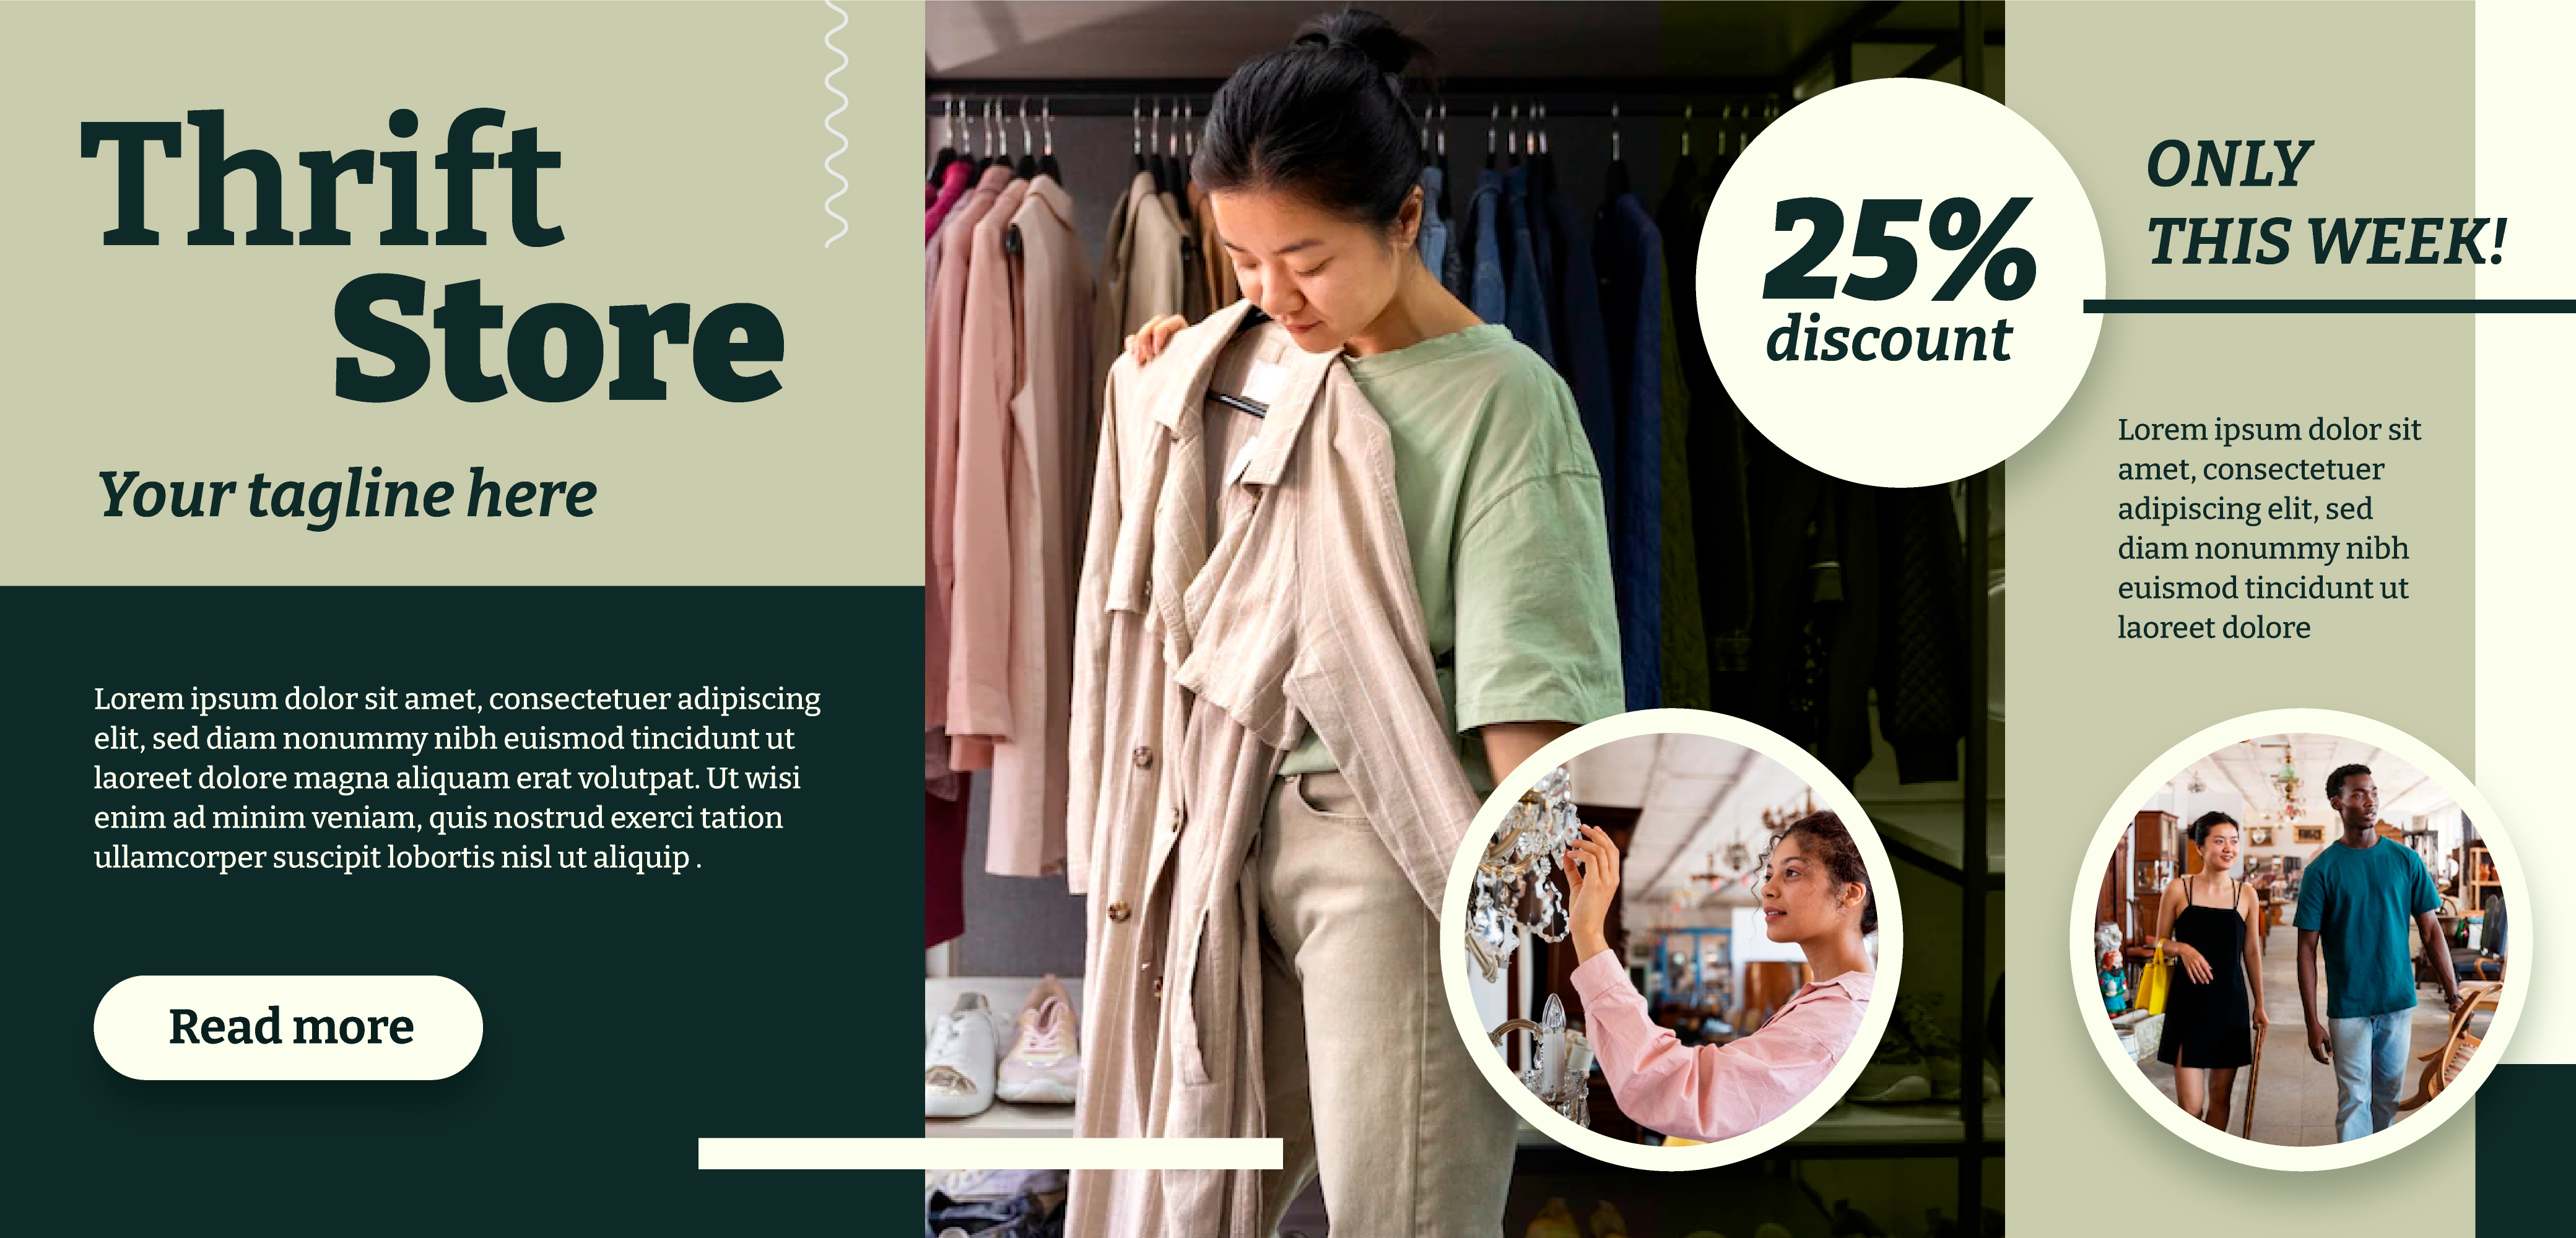 Thrift
Store
Your tagline here
Lorem ipsum dolor sit amet, consectetuer adipiscing
elit, sed diam nonummy nibh euismod tincidunt ut
laoreet dolore magna aliquam erat volutpat. Ut wisi
enim ad minim veniam, quis nostrud exerci tation
ullamcorper suscipit lobortis nisl ut aliquip .
Read more
25%
discount
ONLY
THIS WEEK!
Lorem ipsum dolor sit
amet, consectetuer
adipiscing elit, sed
diam nonummy nibh
euismod tincidunt ut
laoreet dolore